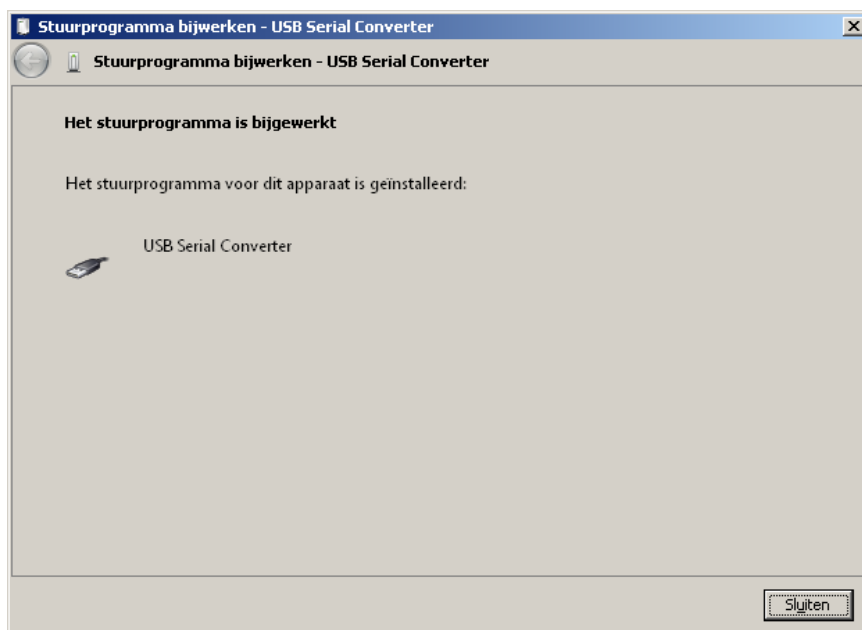 Stuurprogramma bijwerken - USB Serial Converter
Stuurprogramma bijwerken - USB Serial Converter
Het stuurprogramma is bijgewerkt
Het stuurprogramma voor dit apparaat is geïnstalleerd:
USB Serial Converter
Sluiten